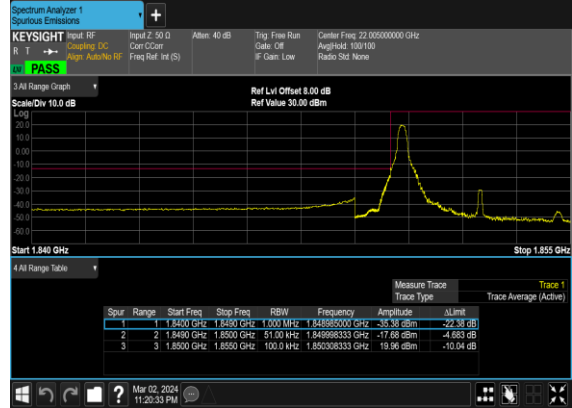 Spectrum Analyzer 1
Spurious Emissions
+
KEYSIGHT Input: RF Input Z: 50 Ω Atten: 40 dB Trig: Free Run Center Freq: 22.005000000 GHz
R T Coupling: DC Corr CCorr Gate: Off Avg|Hold: 100/100
Align: Auto/No RF Freq Ref: Int (S) IF Gain: Low Radio Std: None
PASS
3 All Range Graph
Ref Lvl Offset 8.00 dB
Scale/Div 10.0 dB Ref Value 30.00 dBm
Log
20.0
10.0
0.00
-10.0
-20.0
-30.0
-40.0
-50.0
-60.0
Start 1.840 GHz Stop 1.855 GHz
4 All Range Table
Measure Trace Trace 1
Trace Type Trace Average (Active)
Spur Range Start Freq Stop Freq RBW Frequency Amplitude ΔLimit
1 1 1.8400 GHz 1.8490 GHz 1.000 MHz 1.848985000 GHz -35.38 dBm -22.38 dB
2 2 1.8490 GHz 1.8500 GHz 51.00 kHz 1.849998333 GHz -17.68 dBm -4.683 dB
3 3 1.8500 GHz 1.8550 GHz 100.0 kHz 1.850308333 GHz 19.96 dBm -10.04 dB
? Mar 02, 2024
11:20:33 PM